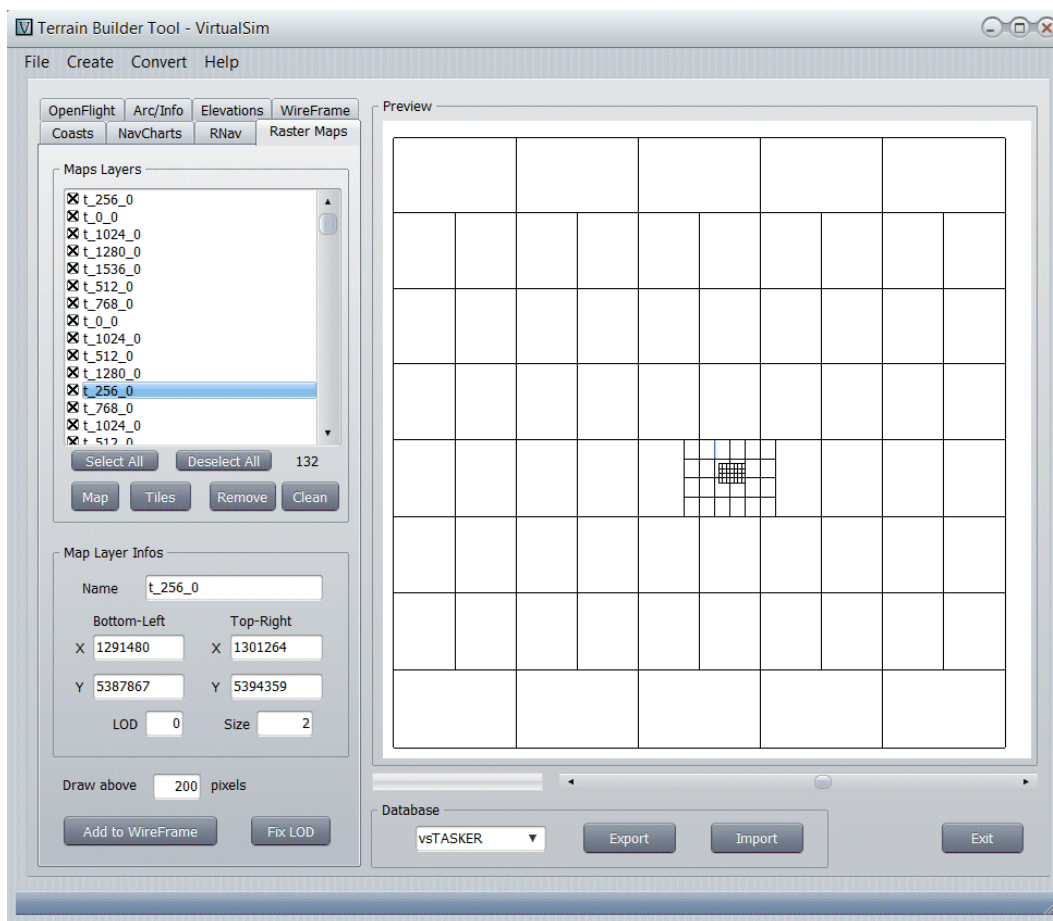 Terrain Builder Tool - VirtualSim
File Create Convert Help
OpenFlight Arc/Info Elevations WireFrame
Coasts NavCharts RNav Raster Maps
Maps Layers
t_256_0
t_0_0
t_1024_0
t_1280_0
t_1536_0
t_512_0
t_768_0
t_0_0
t_1024_0
t_512_0
t_1280_0
t_256_0
t_768_0
t_1024_0
t_512_0
Select All Deselect All 132
Map Tiles Remove Clean
Map Layer Infos
Name t_256_0
Bottom-Left Top-Right
X 1291480 X 1301264
Y 5387867 Y 5394359
LOD 0 Size 2
Draw above 200 pixels
Add to WireFrame Fix LOD
Preview
Database
vsTASKER Export Import Exit